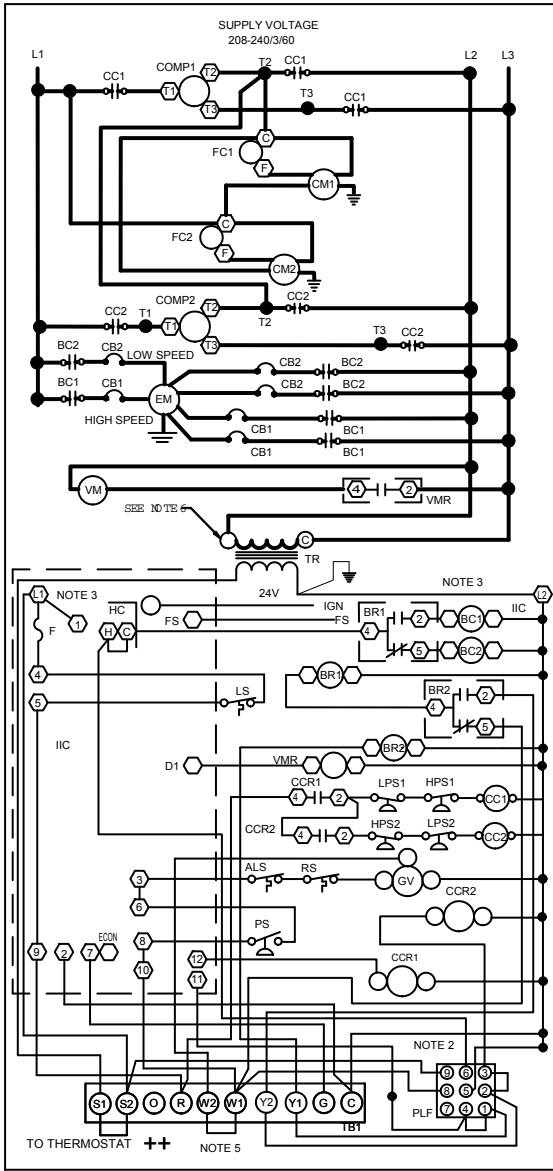 SUPPLY VOLTAGE
208-240/3/60
L1 L2 L3
CC1 COMP1 T2 T2 CC1
T1 T3 T3 CC1
C
FC1
F
CM1
C
FC2
F
CM2
COMP2
CC2 T1 T1 T2 T2 CC2
T3 T3 CC2
BC2 CB2 LOW SPEED
CB2 BC2
BC1 CB1 EM CB2 BC2
HIGH SPEED
CB1 BC1
CB1 BC1
VM 4 2 VMR
SEE NOTE 6
C
TR
24V
L1 NOTE 3 NOTE 3 L2
HC IGN BR1 IIC
1 FS FS 2 BC1
F H C 4
5 BC2
4 BR1 BR2
5 LS 4 2
5
IIC BR2
D1 VMR
CCR1 4 2 LPS1 HPS1 CC1
CCR2 4 2 HPS2 LPS2 CC2
3 ALS RS GV
CCR2
6 PS
9 2 7 ECON 8 12 CCR1
10 11
NOTE 2
9 6 3
8 5 2
PLF 7 4 1
S1 S2 O R W2 W1 Y2 Y1 G C
TB1
TO THERMOSTAT ++ NOTE 5